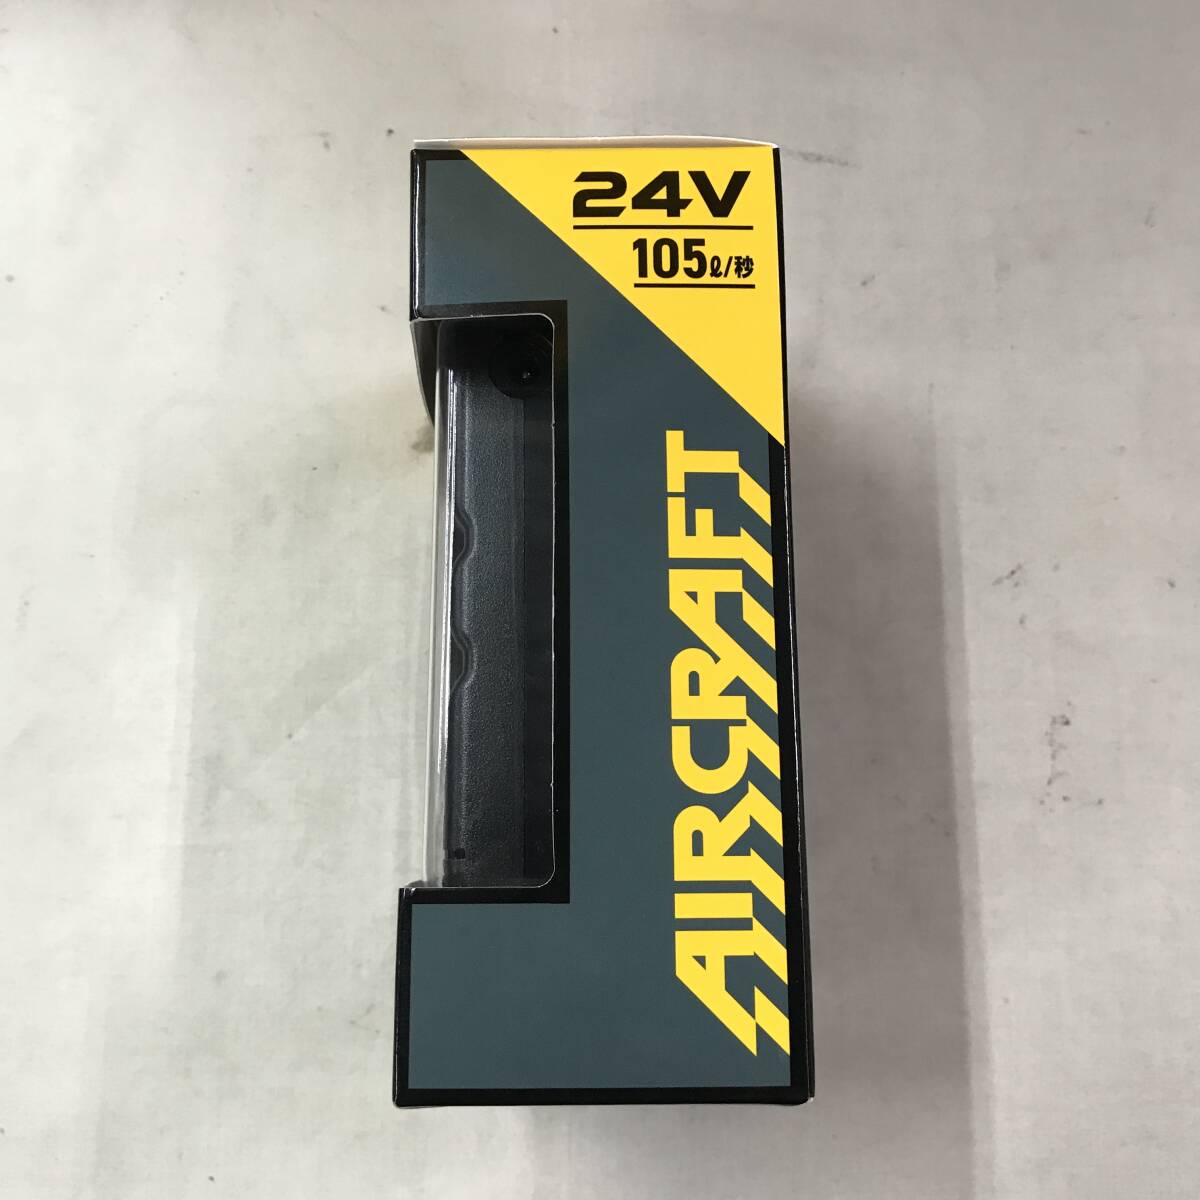 24V
105ℓ/秒
AIRCRAFT